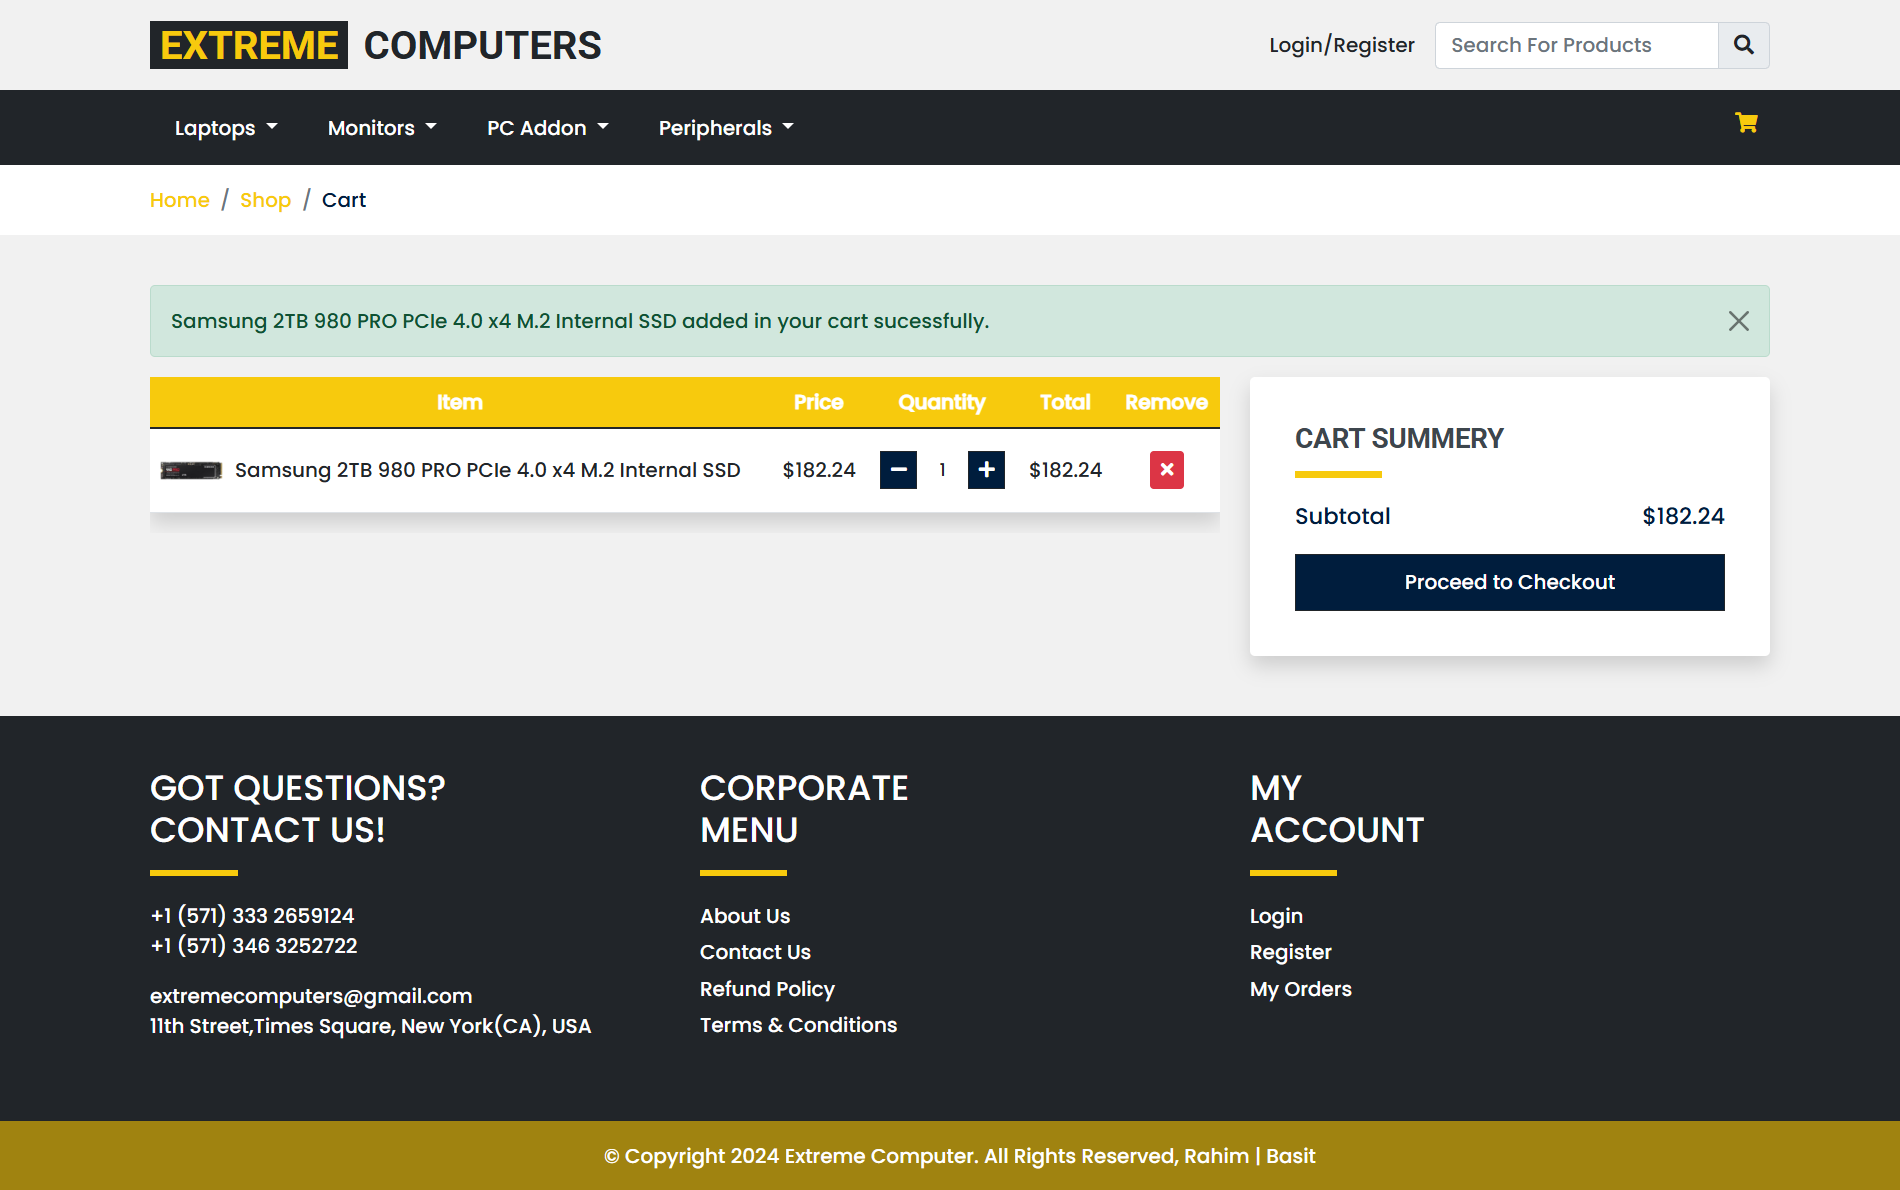 EXTREME COMPUTERS
Login/Register
Search For Products
Laptops
Monitors
PC Addon
Peripherals
Home / Shop / Cart
Samsung 2TB 980 PRO PCIe 4.0 x4 M.2 Internal SSD added in your cart sucessfully.
Item Price Quantity Total Remove
Samsung 2TB 980 PRO PCIe 4.0 x4 M.2 Internal SSD $182.24 1 $182.24
CART SUMMERY
Subtotal $182.24
Proceed to Checkout
GOT QUESTIONS?
CONTACT US!
+1 (571) 333 2659124
+1 (571) 346 3252722
extremecomputers@gmail.com
11th Street,Times Square, New York(CA), USA
CORPORATE
MENU
About Us
Contact Us
Refund Policy
Terms & Conditions
MY
ACCOUNT
Login
Register
My Orders
© Copyright 2024 Extreme Computer. All Rights Reserved, Rahim | Basit